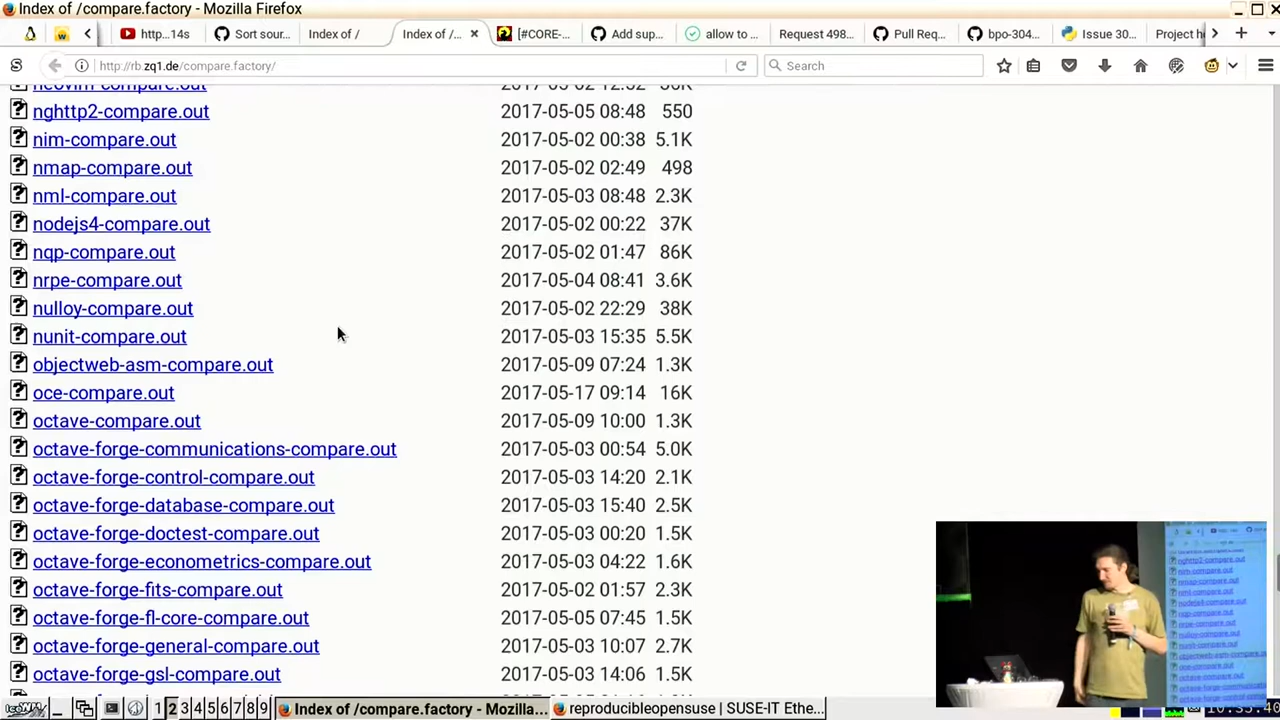 Index of /compare.factory - Mozilla Firefox
http...14s
Sort sour...
Index of /
Index of /...
[#CORE-...
Add sup...
allow to ...
Request 498...
Pull Req...
bpo-304...
Issue 30...
Project h
http://rb.zq1.de/compare.factory/
Search
neovim-compare.out 2017-05-02 12:52 36K
nghttp2-compare.out 2017-05-05 08:48 550
nim-compare.out 2017-05-02 00:38 5.1K
nmap-compare.out 2017-05-02 02:49 498
nml-compare.out 2017-05-03 08:48 2.3K
nodejs4-compare.out 2017-05-02 00:22 37K
nqp-compare.out 2017-05-02 01:47 86K
nrpe-compare.out 2017-05-04 08:41 3.6K
nulloy-compare.out 2017-05-02 22:29 38K
nunit-compare.out 2017-05-03 15:35 5.5K
objectweb-asm-compare.out 2017-05-09 07:24 1.3K
oce-compare.out 2017-05-17 09:14 16K
octave-compare.out 2017-05-09 10:00 1.3K
octave-forge-communications-compare.out 2017-05-03 00:54 5.0K
octave-forge-control-compare.out 2017-05-03 14:20 2.1K
octave-forge-database-compare.out 2017-05-03 15:40 2.5K
octave-forge-doctest-compare.out 2017-05-03 00:20 1.5K
octave-forge-econometrics-compare.out 2017-05-03 04:22 1.6K
octave-forge-fits-compare.out 2017-05-02 01:57 2.3K
octave-forge-fl-core-compare.out 2017-05-03 07:45 1.5K
octave-forge-general-compare.out 2017-05-03 10:07 2.7K
octave-forge-gsl-compare.out 2017-05-03 14:06 1.5K
1 2 3 4 5 6 7 8 9
Index of /compare.factory - Mo...
reproducibleopensuse | SUSE-IT Ethe...